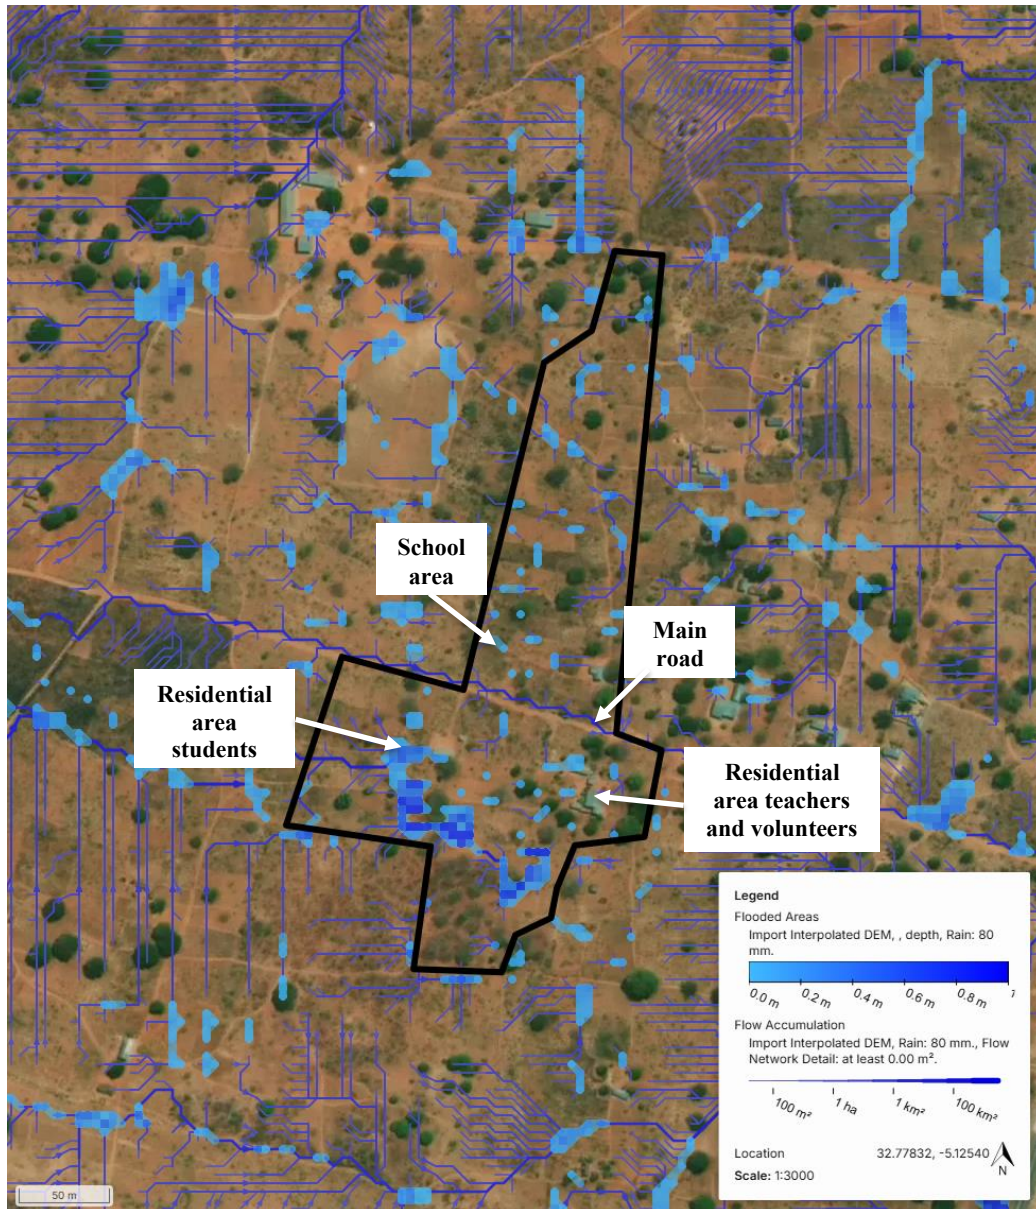 School
area
Main
road
Residential
area
students
Residential
area teachers
and volunteers
Legend
Flooded Areas
Import Interpolated DEM, , depth, Rain: 80
mm.
0.0 m 0.2 m 0.4 m 0.6 m 0.8 m 1
Flow Accumulation
Import Interpolated DEM, Rain: 80 mm., Flow
Network Detail: at least 0.00 m².
100 m² 1 ha 1 km² 100 km²
Location 32.77832, -5.12540
N
Scale: 1:3000
50 m